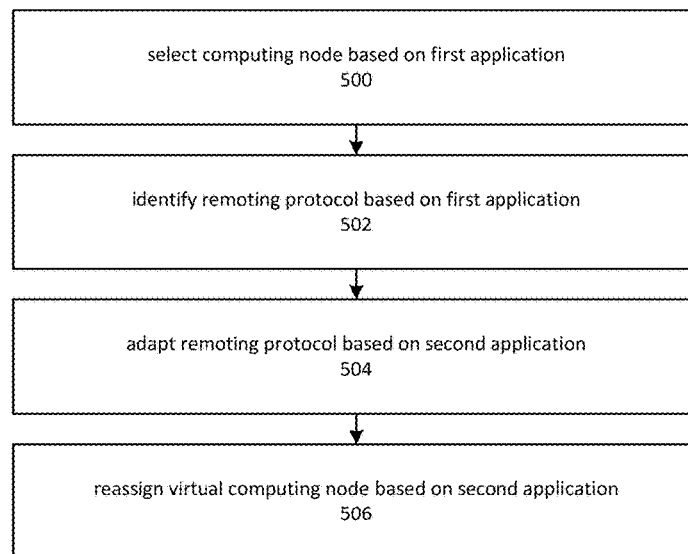 select computing node based on first application
500
identify remoting protocol based on first application
502
adapt remoting protocol based on second application
504
reassign virtual computing node based on second application
506